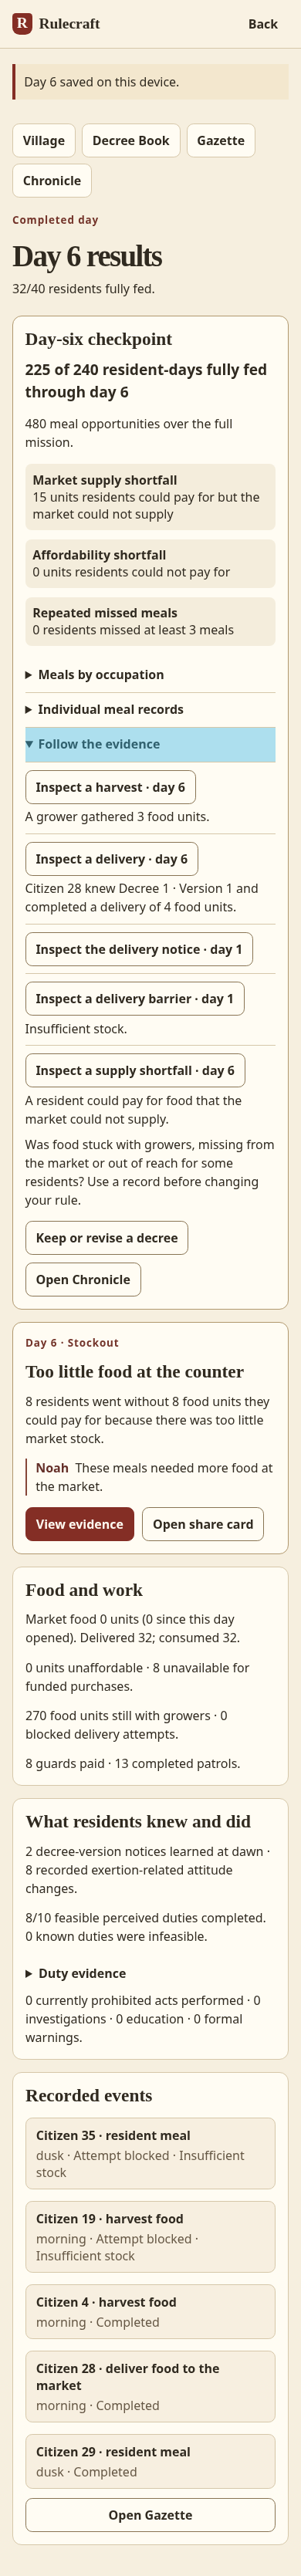 R Rulecraft Back
Day 6 saved on this device.
Village Decree Book Gazette
Chronicle
Completed day
Day 6 results
32/40 residents fully fed.
Day-six checkpoint
225 of 240 resident-days fully fed
through day 6
480 meal opportunities over the full
mission.
Market supply shortfall
15 units residents could pay for but the
market could not supply
Affordability shortfall
0 units residents could not pay for
Repeated missed meals
0 residents missed at least 3 meals
Meals by occupation
Individual meal records
Follow the evidence
Inspect a harvest · day 6
A grower gathered 3 food units.
Inspect a delivery · day 6
Citizen 28 knew Decree 1 · Version 1 and
completed a delivery of 4 food units.
Inspect the delivery notice · day 1
Inspect a delivery barrier · day 1
Insufficient stock.
Inspect a supply shortfall · day 6
A resident could pay for food that the
market could not supply.
Was food stuck with growers, missing from
the market or out of reach for some
residents? Use a record before changing
your rule.
Keep or revise a decree
Open Chronicle
Day 6 · Stockout
Too little food at the counter
8 residents went without 8 food units they
could pay for because there was too little
market stock.
Noah These meals needed more food at
the market.
View evidence Open share card
Food and work
Market food 0 units (0 since this day
opened). Delivered 32; consumed 32.
0 units unaffordable · 8 unavailable for
funded purchases.
270 food units still with growers · 0
blocked delivery attempts.
8 guards paid · 13 completed patrols.
What residents knew and did
2 decree-version notices learned at dawn ·
8 recorded exertion-related attitude
changes.
8/10 feasible perceived duties completed.
0 known duties were infeasible.
Duty evidence
0 currently prohibited acts performed · 0
investigations · 0 education · 0 formal
warnings.
Recorded events
Citizen 35 · resident meal
dusk · Attempt blocked · Insufficient
stock
Citizen 19 · harvest food
morning · Attempt blocked ·
Insufficient stock
Citizen 4 · harvest food
morning · Completed
Citizen 28 · deliver food to the
market
morning · Completed
Citizen 29 · resident meal
dusk · Completed
Open Gazette